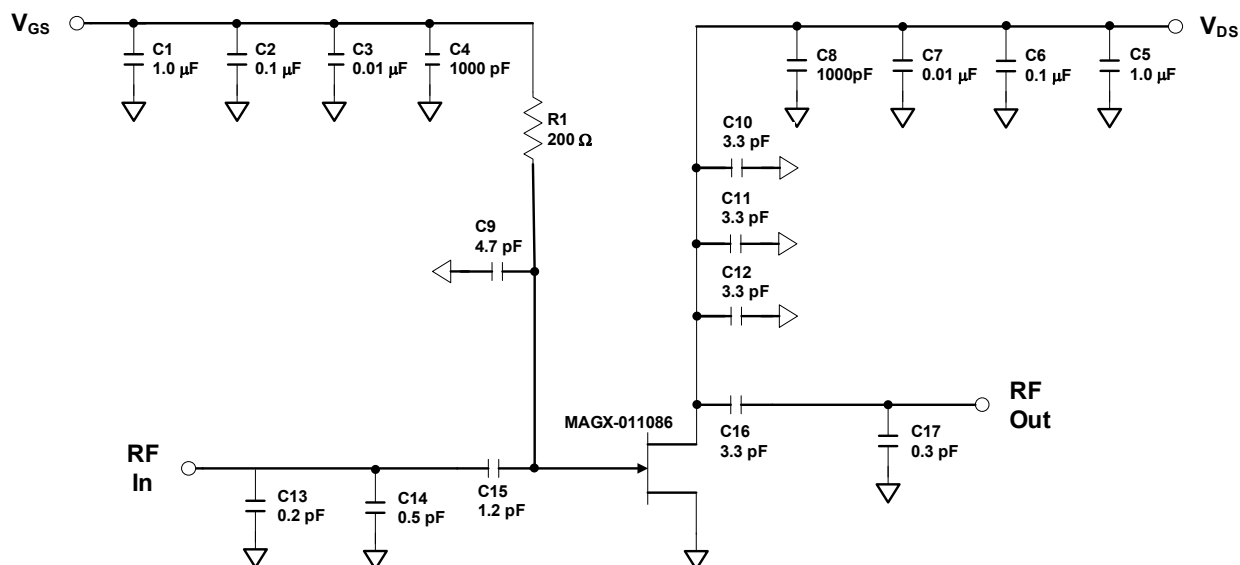 VGS
C1
1.0 μF
C2
0.1 μF
C3
0.01 μF
C4
1000 pF
R1
200 Ω
C9
4.7 pF
VDS
C8
1000pF
C7
0.01 μF
C6
0.1 μF
C5
1.0 μF
C10
3.3 pF
C11
3.3 pF
C12
3.3 pF
MAGX-011086
C16
3.3 pF
RF
Out
C17
0.3 pF
RF
In
C13
0.2 pF
C14
0.5 pF
C15
1.2 pF